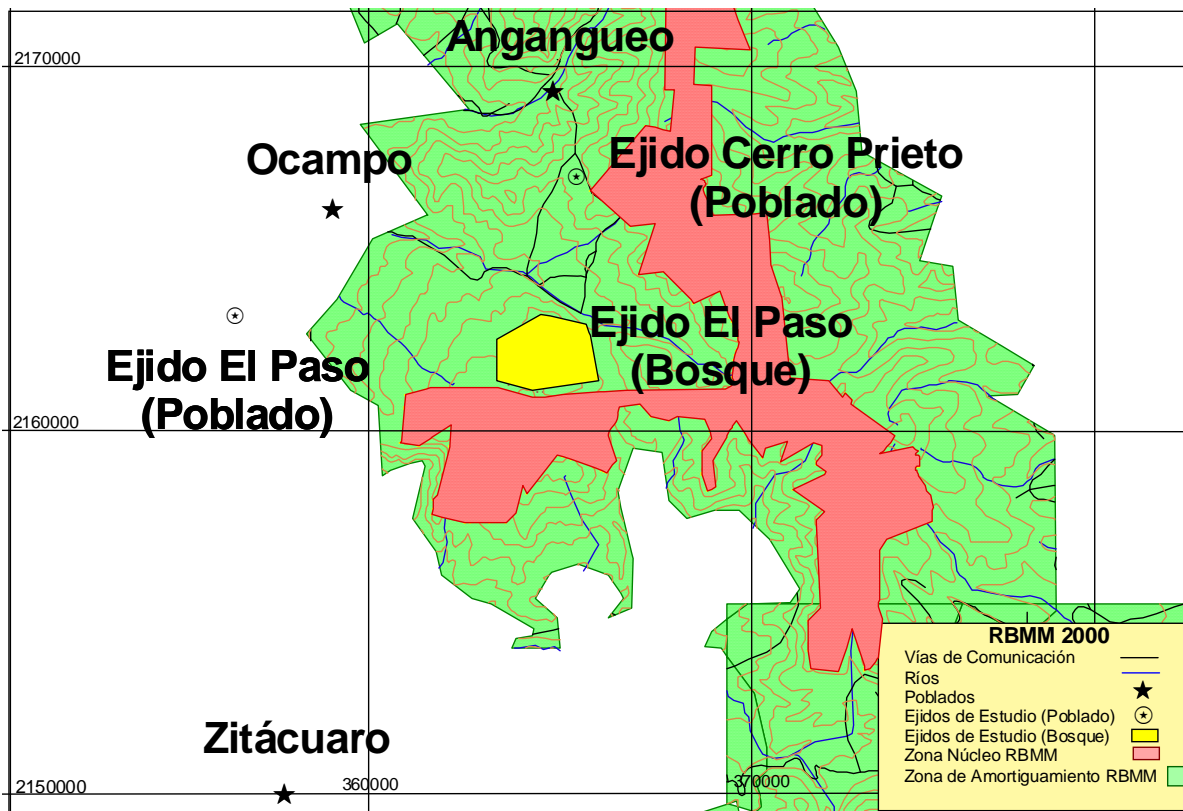 Angangueo
2170000
Ocampo
Ejido Cerro Prieto
(Poblado)
Ejido El Paso
(Bosque)
Ejido El Paso
(Poblado)
2160000
RBMM 2000
Vías de Comunicación
Ríos
Poblados
Ejidos de Estudio (Poblado)
Ejidos de Estudio (Bosque)
Zona Núcleo RBMM
Zona de Amortiguamiento RBMM
Zitácuaro
2150000
360000
370000